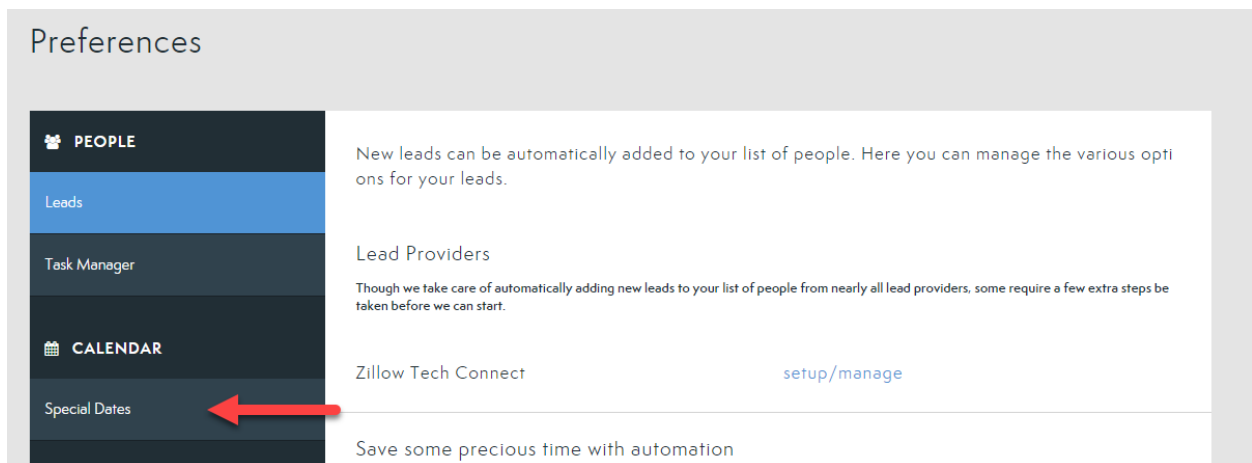 Preferences
PEOPLE
Leads
Task Manager
CALENDAR
Special Dates
New leads can be automatically added to your list of people. Here you can manage the various opti
ons for your leads.
Lead Providers
Though we take care of automatically adding new leads to your list of people from nearly all lead providers, some require a few extra steps be
taken before we can start.
Zillow Tech Connect setup/manage
Save some precious time with automation